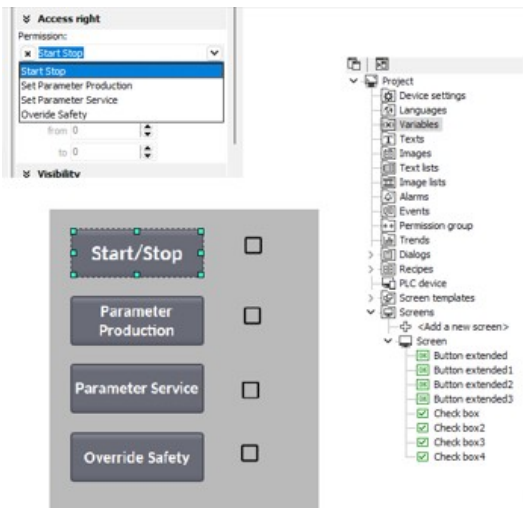 Access right
Permission:
Start Stop
Start Stop
Set Parameter Production
Set Parameter Service
Overide Safety
from 0
to 0
Visibility
Start/Stop
Parameter
Production
Parameter Service
Override Safety
Project
Device settings
Languages
Variables
Texts
Images
Text lists
Image lists
Alarms
Events
Permission group
Trends
Dialogs
Recipes
PLC device
Screen templates
Screens
<Add a new screen>
Screen
Button extended
Button extended1
Button extended2
Button extended3
Check box
Check box2
Check box3
Check box4